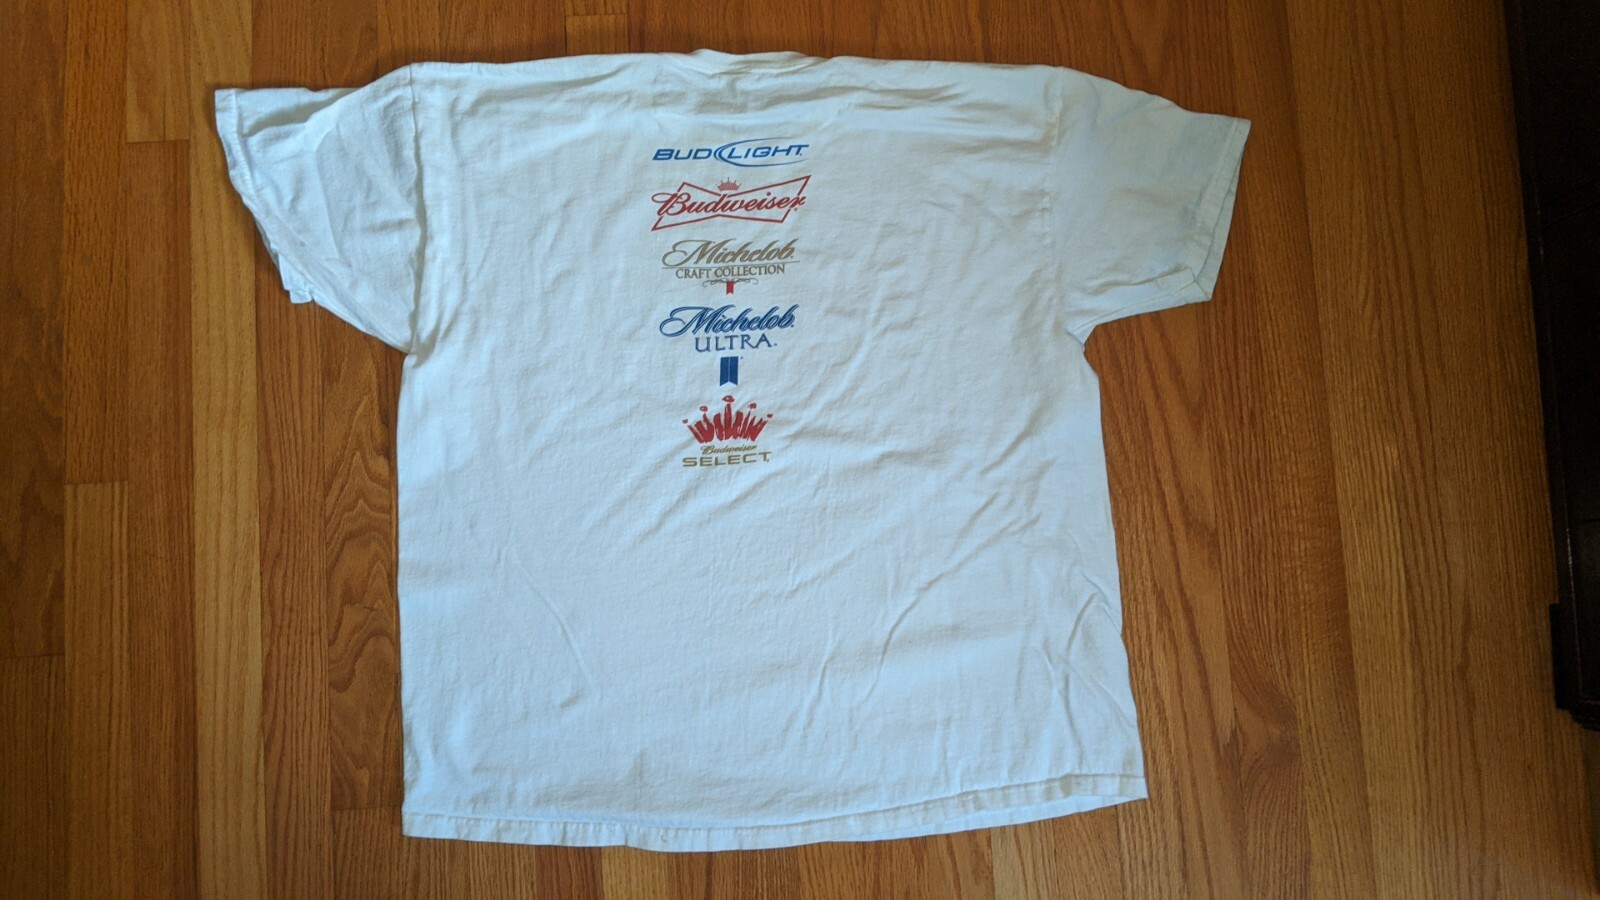 BUD LIGHT
Budweiser
Michelob
CRAFT COLLECTION
Michelob
ULTRA
Budweiser
SELECT